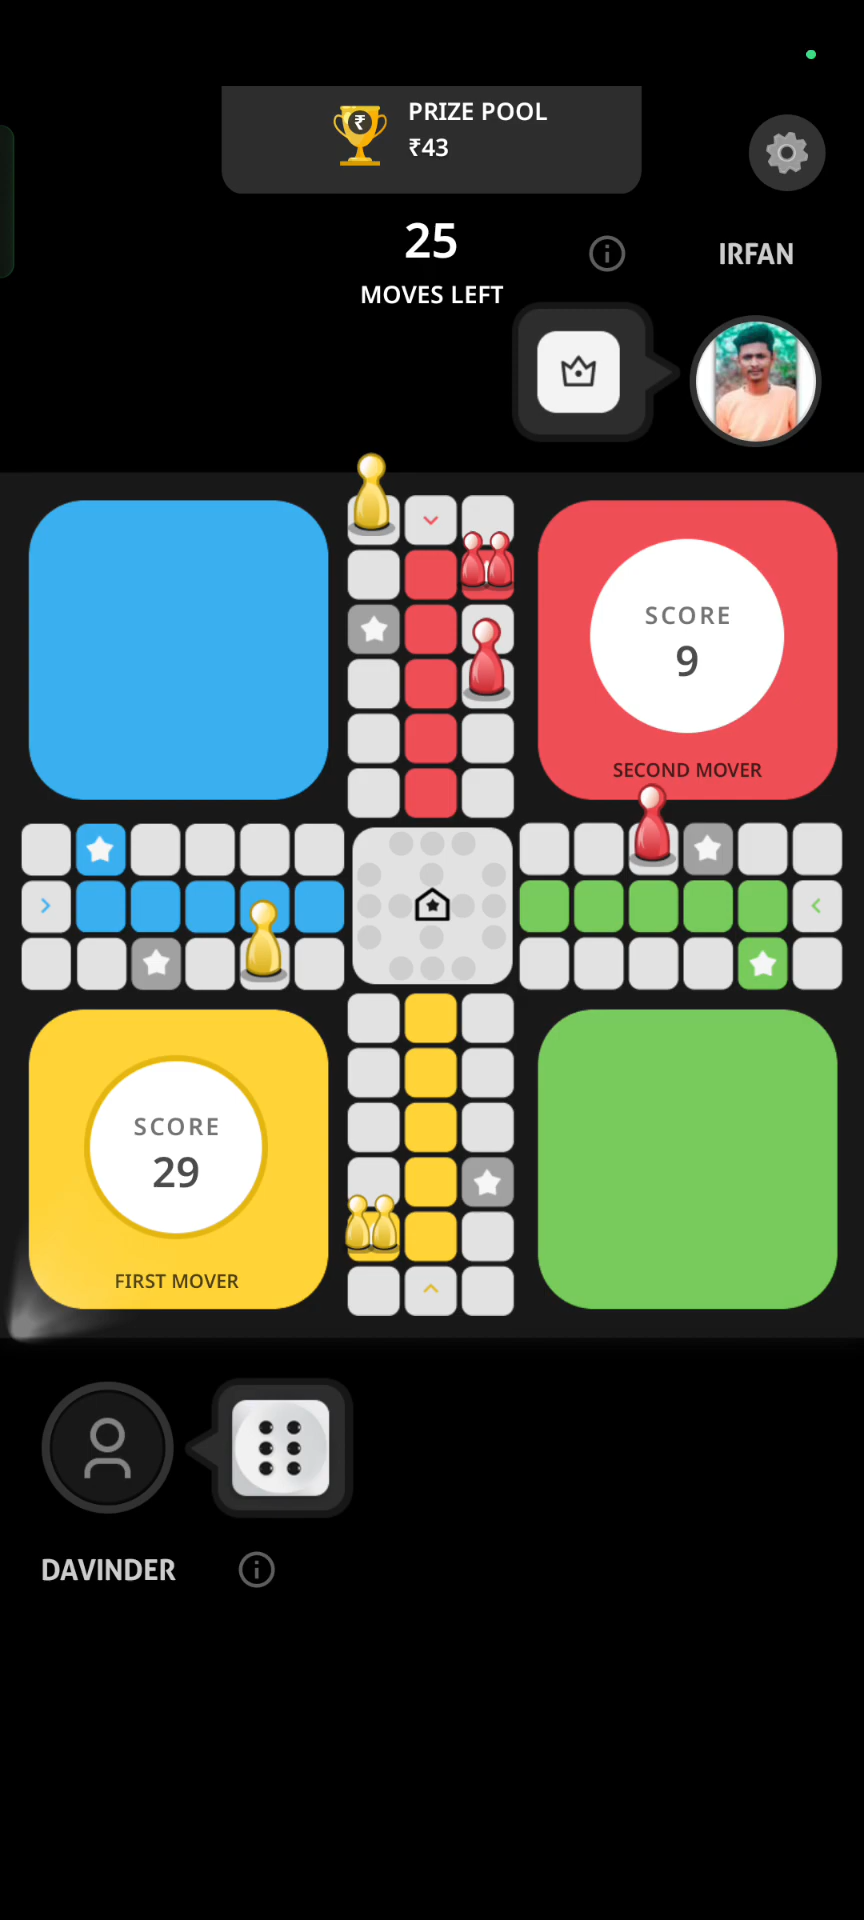 PRIZE POOL
₹43
25
MOVES LEFT
IRFAN
SCORE
9
SECOND MOVER
SCORE
29
FIRST MOVER
DAVINDER